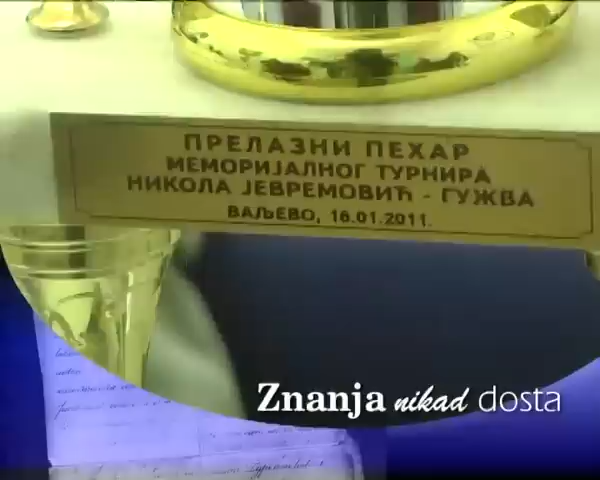 ПРЕЛАЗНИ ПЕХАР
МЕМОРИЈАЛНОГ ТУРНИРА
НИКОЛА ЈЕВРЕМОВИЋ - ГУЖВА
ВАЉЕВО, 16.01.2011.
Znanja nikad dosta